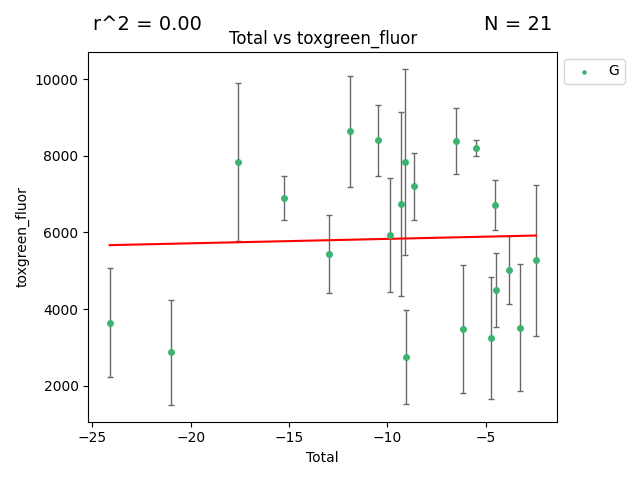 r^2 = 0.00
N = 21
Total vs toxgreen_fluor
G
10000
8000
6000
4000
2000
toxgreen_fluor
−25
−20
−15
−10
−5
Total